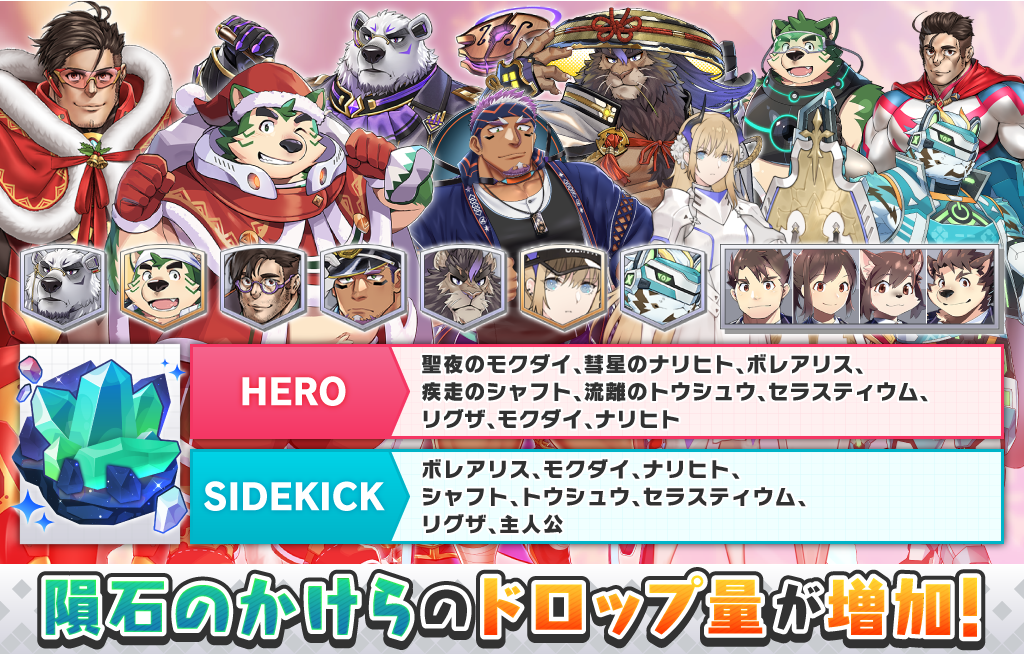 HERO
聖夜のモクダイ、彗星のナリヒト、ボレアリス、
疾走のシャフト、流離のトウシュウ、セラスティウム、
リグザ、モクダイ、ナリヒト
SIDEKICK
ボレアリス、モクダイ、ナリヒト、
シャフト、トウシュウ、セラスティウム、
リグザ、主人公
隕石のかけらのドロップ量が増加!